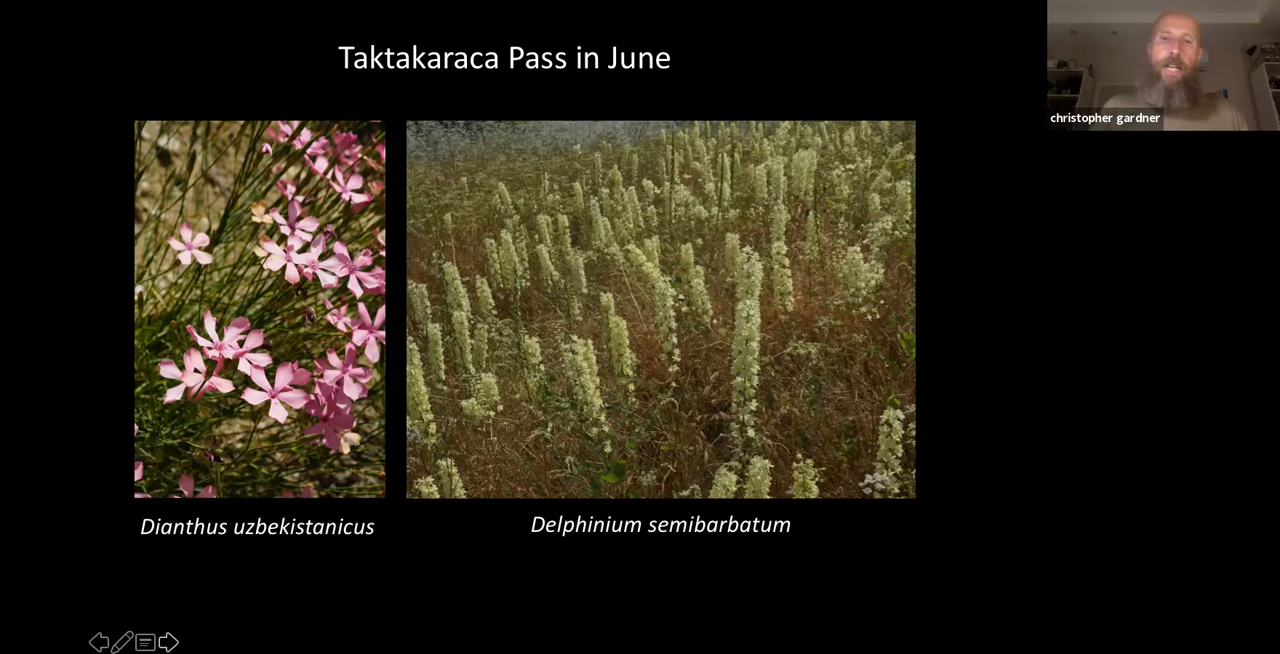 Taktakaraca Pass in June
christopher gardner
Dianthus uzbekistanicus
Delphinium semibarbatum